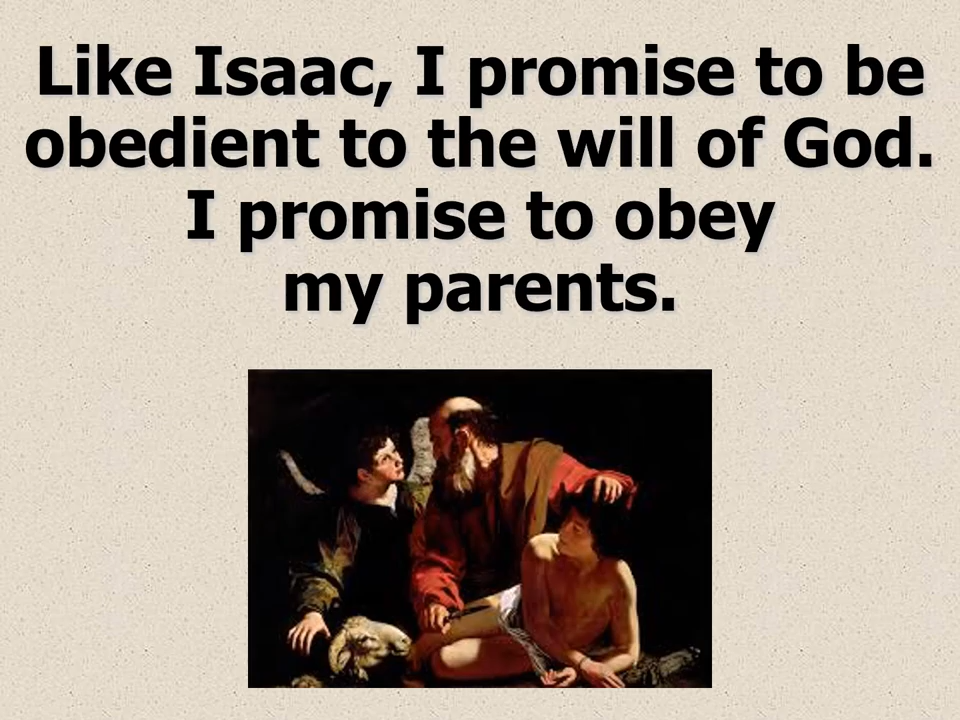 Like Isaac, I promise to be
obedient to the will of God.
I promise to obey
my parents.